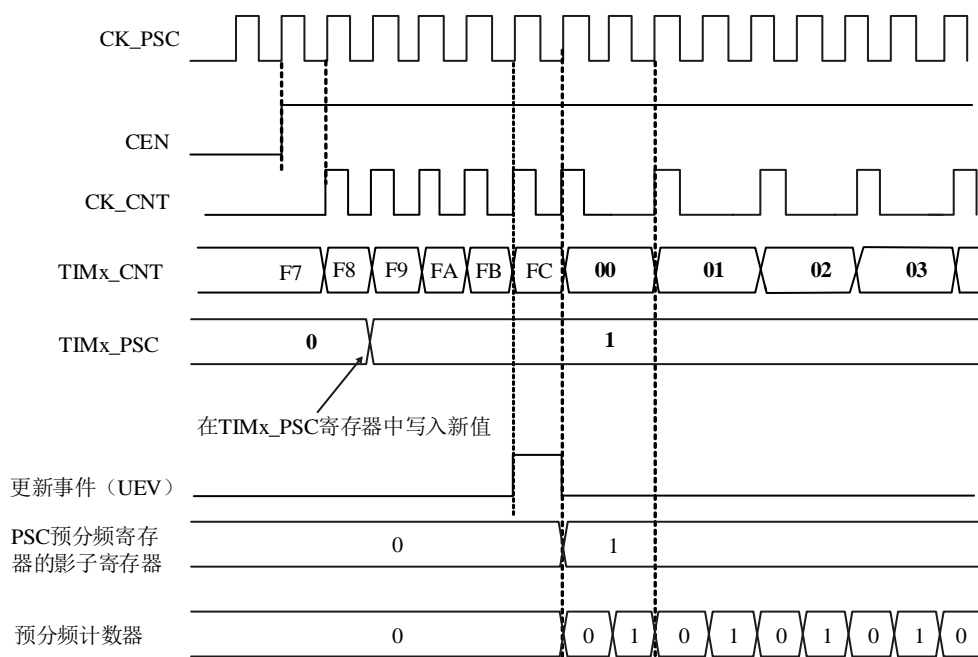 CK_PSC
CEN
CK_CNT
TIMx_CNT F7 F8 F9 FA FB FC 00 01 02 03
TIMx_PSC 0 1
在TIMx_PSC寄存器中写入新值
更新事件（UEV）
PSC预分频寄存
器的影子寄存器
0 1
预分频计数器 0 0 1 0 1 0 1 0 1 0